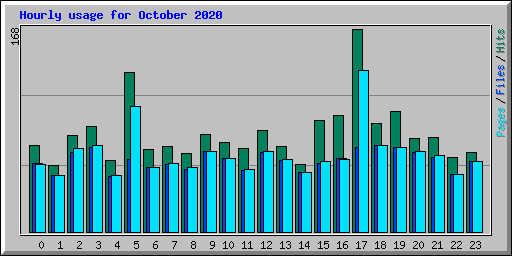 Hourly usage for October 2020
168
Pages / Files / Hits
0 1 2 3 4 5 6 7 8 9 10 11 12 13 14 15 16 17 18 19 20 21 22 23